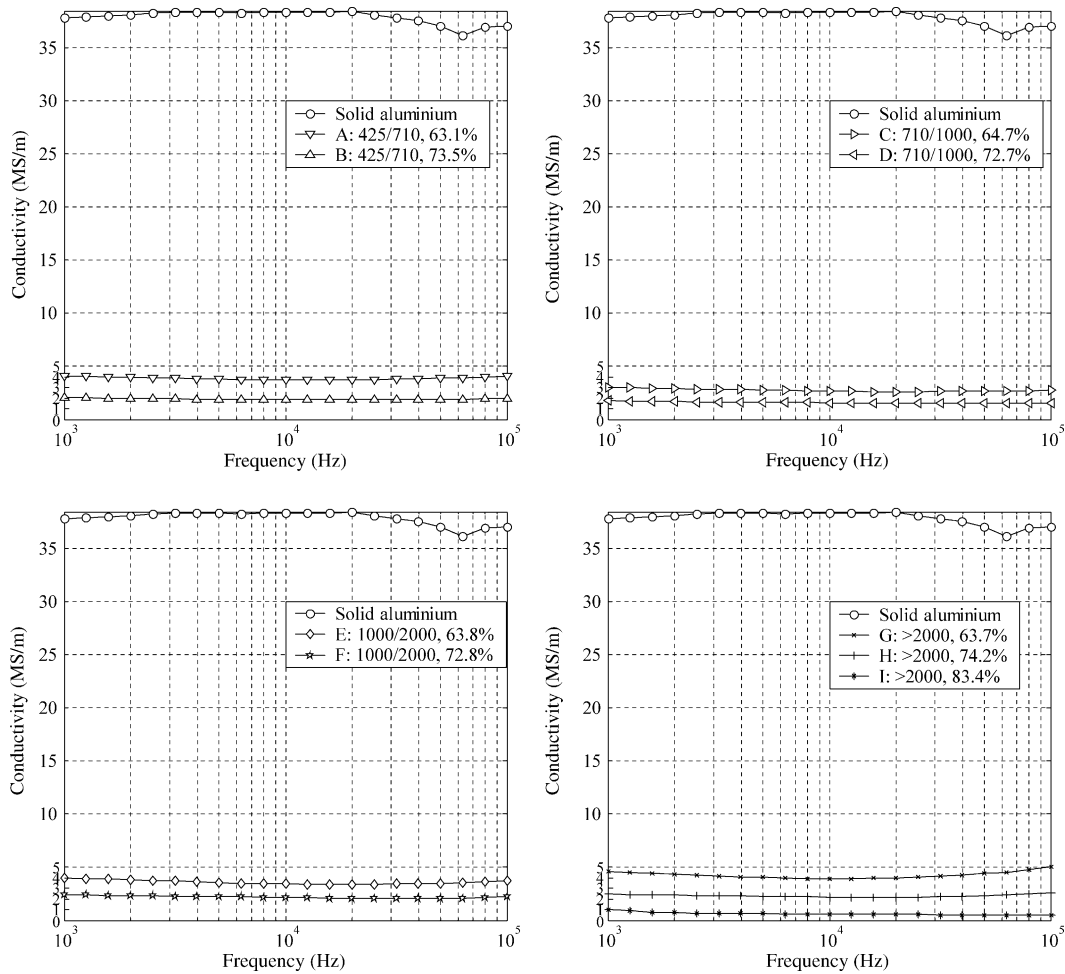 35
30
25
20
15
10
5
4
3
2
1
0
Conductivity (MS/m)
Solid aluminium
A: 425/710, 63.1%
B: 425/710, 73.5%
10^3
10^4
10^5
Frequency (Hz)
35
30
25
20
15
10
5
4
3
2
1
0
Conductivity (MS/m)
Solid aluminium
C: 710/1000, 64.7%
D: 710/1000, 72.7%
10^3
10^4
10^5
Frequency (Hz)
35
30
25
20
15
10
5
4
3
2
1
0
Conductivity (MS/m)
Solid aluminium
E: 1000/2000, 63.8%
F: 1000/2000, 72.8%
10^3
10^4
10^5
Frequency (Hz)
35
30
25
20
15
10
5
4
3
2
1
0
Conductivity (MS/m)
Solid aluminium
G: >2000, 63.7%
H: >2000, 74.2%
I: >2000, 83.4%
10^3
10^4
10^5
Frequency (Hz)